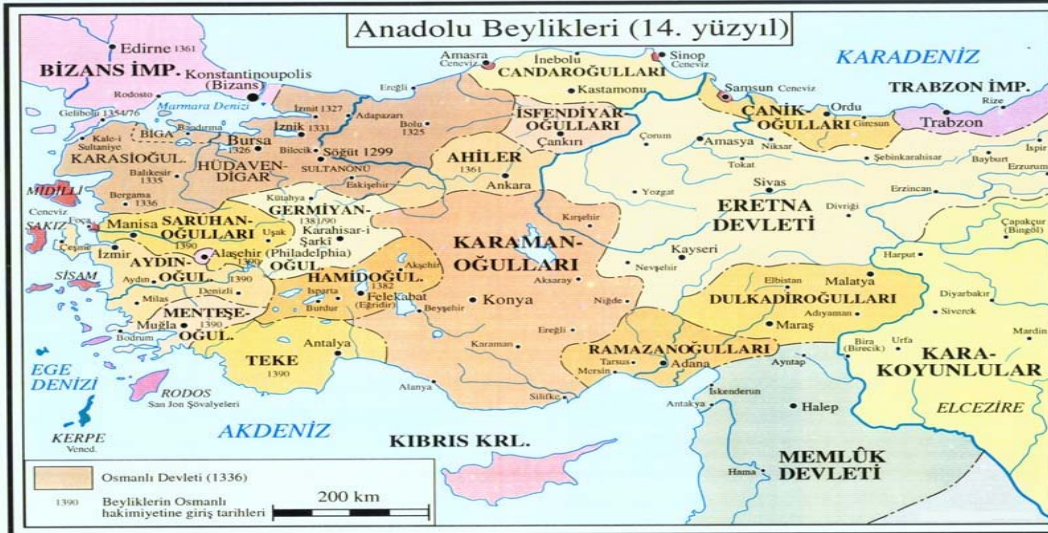 Anadolu Beylikleri (14. yüzyıl)
KARADENİZ
Edirne 1361
BİZANS İMP.
Konstantinoupolis
(Bizans)
Rodosto
Marmara Denizi
Gelibolu 1354/76
Kale-i
Sultaniye
BİGA
Bandırma
KARASİOĞUL.
Balıkesir
1335
Bergama
1336
İzmit 1327
Adapazarı
İznik
1331
Bursa
1326
Bilecik
Söğüt 1299
HÜDAVEN-
DİGAR
SULTANÖNÜ
Eskişehir
Ereğli
Bolu
1325
Amasra
Ceneviz
İnebolu
CANDAROĞULLARI
Kastamonu
Sinop
Ceneviz
İSFENDİYAR-
OĞULLARI
Çankırı
AHİLER
1361
Ankara
Samsun Ceneviz
CANİK-
OĞULLARI
Ordu
Giresun
Niksar
TRABZON İMP.
Rize
Trabzon
Çorum
Amasya
Tokat
Şebinkarahisar
Bayburt
İspir
Erzurum
Yozgat
Sivas
Erzincan
ERETNA
DEVLETİ
Divriği
Kayseri
Nevşehir
Çapakçur
(Bingöl)
Harput
MİDİLLİ
Ceneviz
SAKIZ
Foça
Çeşme
SİSAM
Manisa
SARUHAN-
OĞULLARI
1390
İzmir
AYDIN-
OĞUL.
Aydın
1390
Uşak
Alaşehir (Philadelphia)
1390
Kütahya
GERMİYAN-
1381/90
Karahisar-i
Şarkî
OĞUL.
Denizli
Milas
MENTEŞE-
1390
OĞUL.
Muğla
Bodrum
HAMİDOĞUL.
1382
Akşehir
Isparta
Burdur
Felekabat
(Eğridir)
Beyşehir
TEKE
1390
Antalya
KARAMAN-
OĞULLARI
Kırşehir
Aksaray
Konya
Niğde
Ereğli
Karaman
Alanya
Silifke
DULKADİROĞULLARI
Elbistan
Malatya
Adıyaman
Maraş
RAMAZANOĞULLARI
Tarsus
Adana
Mersin
Ayntap
Bira
(Birecik)
Urfa
Siverek
Diyarbakır
Mardin
KARA-
KOYUNLULAR
ELCEZİRE
İskenderun
Antakya
Halep
Hama
MEMLÛK
DEVLETİ
EGE
DENİZİ
RODOS
San Jon Şövalyeleri
KERPE
Vened.
AKDENİZ
KIBRIS KRL.
Osmanlı Devleti (1336)
1390
Beyliklerin Osmanlı
hakimiyetine giriş tarihleri
200 km